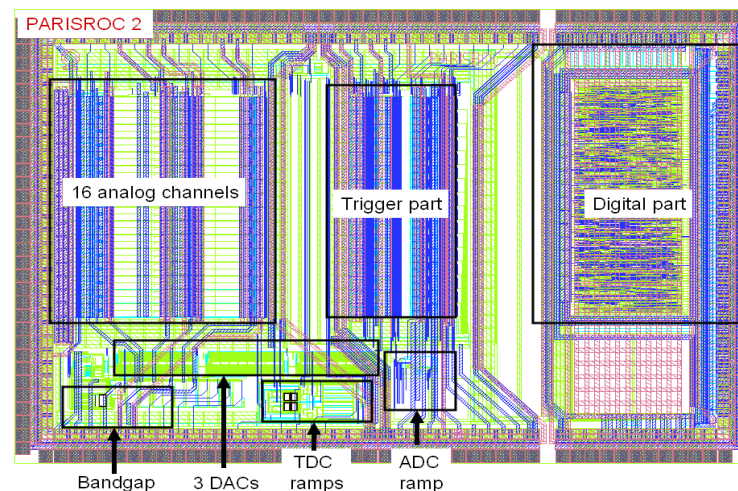 PARISROC 2
16 analog channels
Trigger part
Digital part
Bandgap
3 DACs
TDC
ramps
ADC
ramp